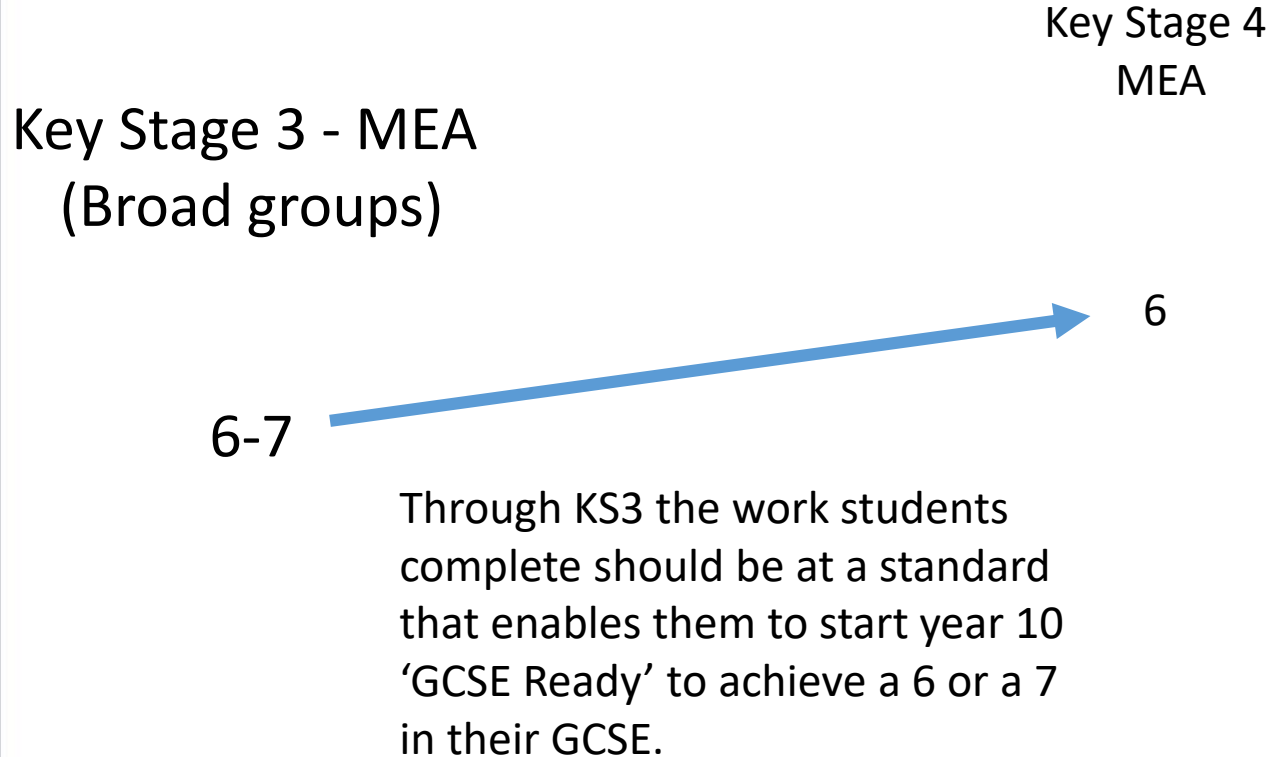 Key Stage 4
MEA
Key Stage 3 - MEA
(Broad groups)
6
6-7
Through KS3 the work students
complete should be at a standard
that enables them to start year 10
‘GCSE Ready’ to achieve a 6 or a 7
in their GCSE.